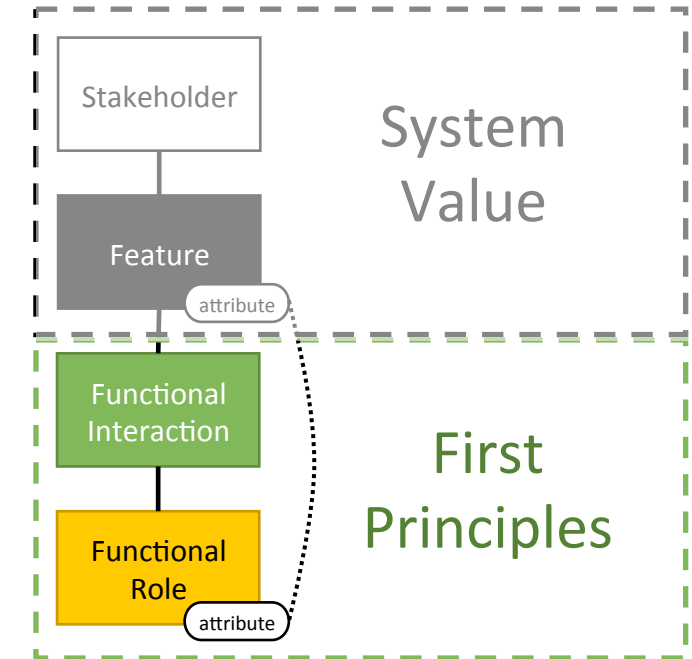 Stakeholder
System
Value
Feature
attribute
Functional
Interaction
First
Principles
Functional
Role
attribute